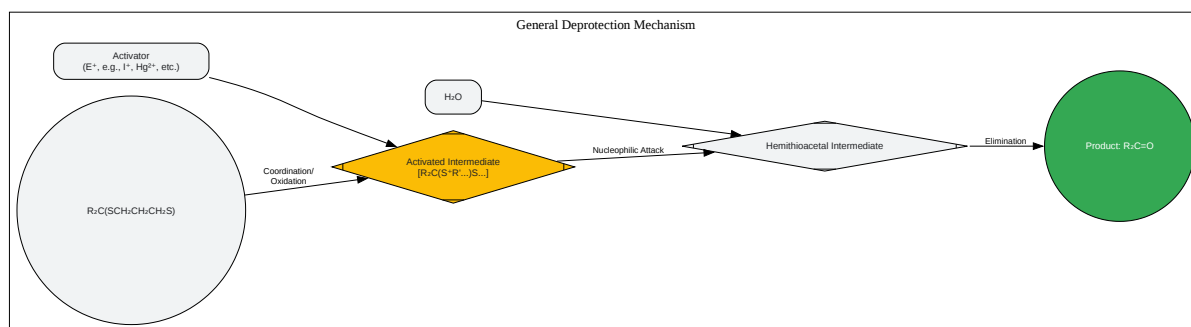 General Deprotection Mechanism
Activator
(E⁺, e.g., I⁺, Hg²⁺, etc.)
H₂O
R₂C(SCH₂CH₂CH₂S)
Coordination/
Oxidation
Activated Intermediate
[R₂C(S⁺R'...)S...]
Nucleophilic Attack
Hemithioacetal Intermediate
Elimination
Product: R₂C=O